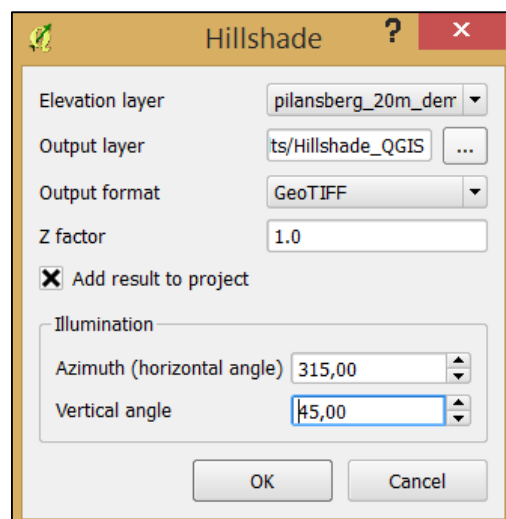 Hillshade ?
Elevation layer pilansberg_20m_dem
Output layer ts/Hillshade_QGIS ...
Output format GeoTIFF
Z factor 1.0
Add result to project
Illumination
Azimuth (horizontal angle) 315,00
Vertical angle 45,00
OK Cancel